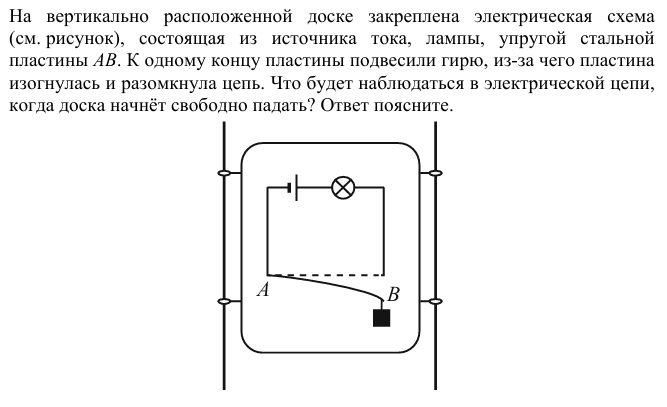 На вертикально расположенной доске закреплена электрическая схема
(см. рисунок), состоящая из источника тока, лампы, упругой стальной
пластины AB. К одному концу пластины подвесили гирю, из-за чего пластина
изогнулась и разомкнула цепь. Что будет наблюдаться в электрической цепи,
когда доска начнёт свободно падать? Ответ поясните.
A
B